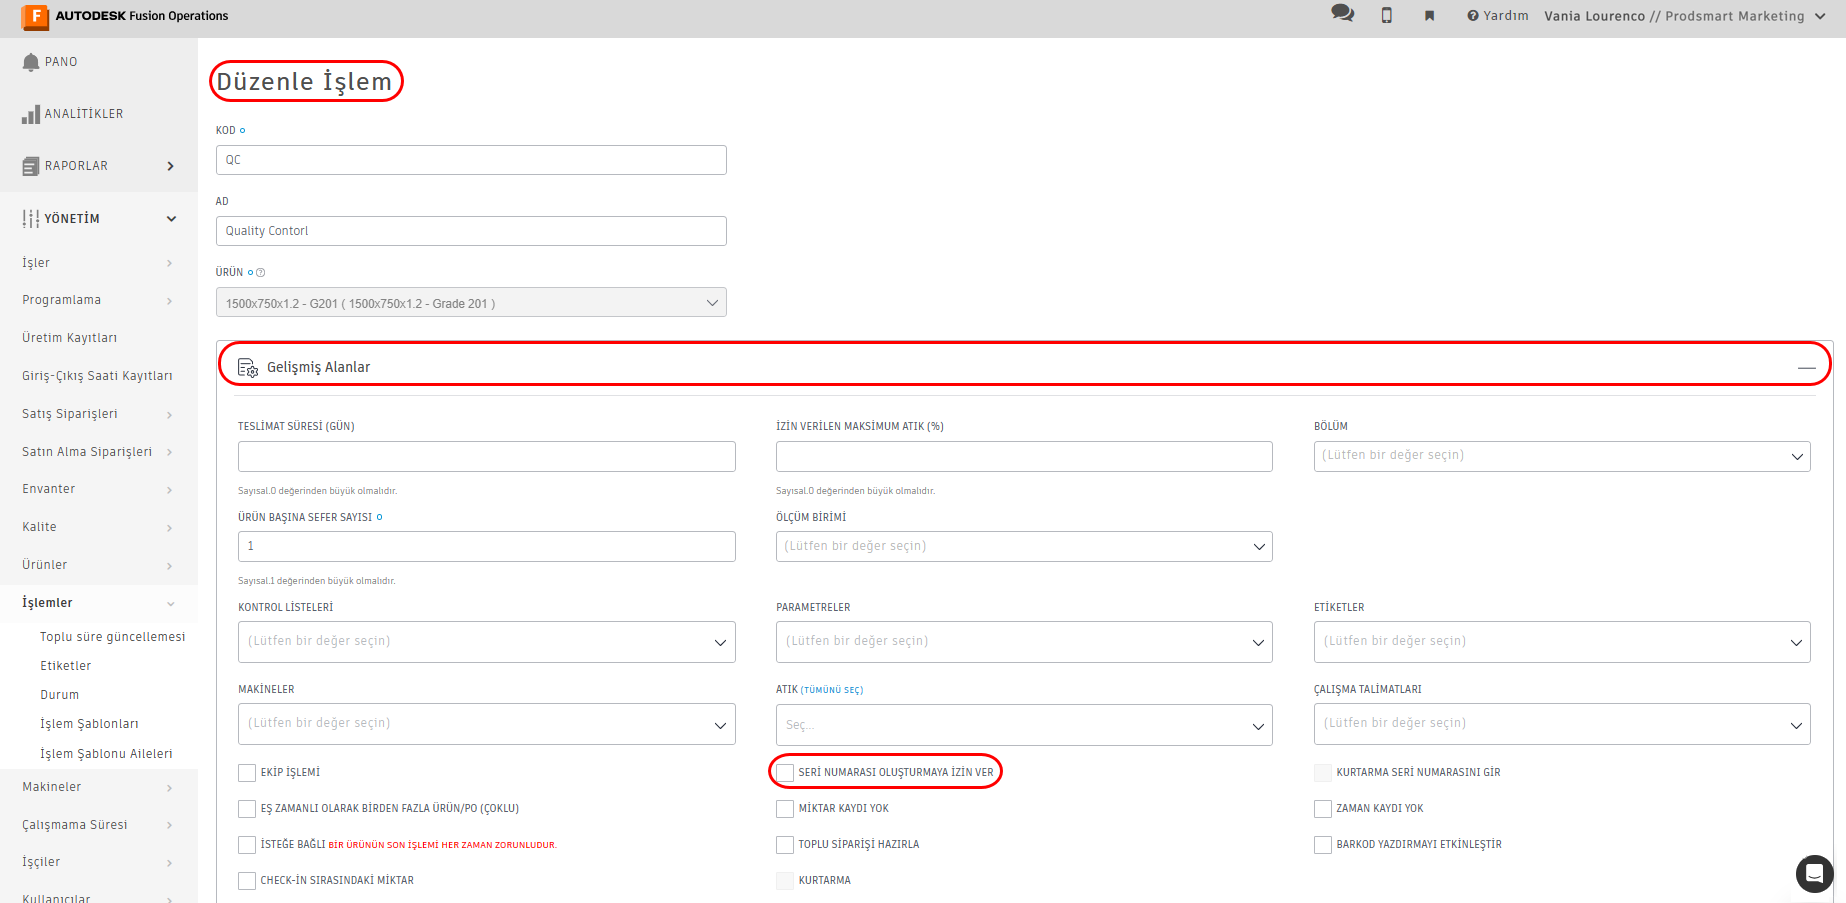 AUTODESK Fusion Operations
Yardım
Vania Lourenco // Prodsmart Marketing
PANO
ANALİTİKLER
RAPORLAR
YÖNETİM
İşler
Programlama
Üretim Kayıtları
Giriş-Çıkış Saati Kayıtları
Satış Siparişleri
Satın Alma Siparişleri
Envanter
Kalite
Ürünler
İşlemler
Toplu süre güncellemesi
Etiketler
Durum
İşlem Şablonları
İşlem Şablonu Aileleri
Makineler
Çalışmama Süresi
İşçiler
Kullanıcılar
Düzenle İşlem
KOD
QC
AD
Quality Contorl
ÜRÜN
1500x750x1.2 - G201 ( 1500x750x1.2 - Grade 201 )
Gelişmiş Alanlar
TESLİMAT SÜRESİ (GÜN)
İZİN VERİLEN MAKSİMUM ATIK (%)
BÖLÜM
(Lütfen bir değer seçin)
Sayısal.0 değerinden büyük olmalıdır.
Sayısal.0 değerinden büyük olmalıdır.
ÜRÜN BAŞINA SEFER SAYISI
ÖLÇÜM BİRİMİ
1
(Lütfen bir değer seçin)
Sayısal.1 değerinden büyük olmalıdır.
KONTROL LİSTELERİ
PARAMETRELER
ETİKETLER
(Lütfen bir değer seçin)
(Lütfen bir değer seçin)
(Lütfen bir değer seçin)
MAKİNELER
ATIK (TÜMÜNÜ SEÇ)
ÇALIŞMA TALİMATLARI
(Lütfen bir değer seçin)
Seç...
(Lütfen bir değer seçin)
EKİP İŞLEMİ
SERİ NUMARASI OLUŞTURMAYA İZİN VER
KURTARMA SERİ NUMARASINI GİR
EŞ ZAMANLI OLARAK BİRDEN FAZLA ÜRÜN/PO (ÇOKLU)
MİKTAR KAYDI YOK
ZAMAN KAYDI YOK
İSTEĞE BAĞLI BİR ÜRÜNÜN SON İŞLEMİ HER ZAMAN ZORUNLUDUR.
TOPLU SİPARİŞİ HAZIRLA
BARKOD YAZDIRMAYI ETKİNLEŞTİR
CHECK-İN SIRASINDAKİ MİKTAR
KURTARMA